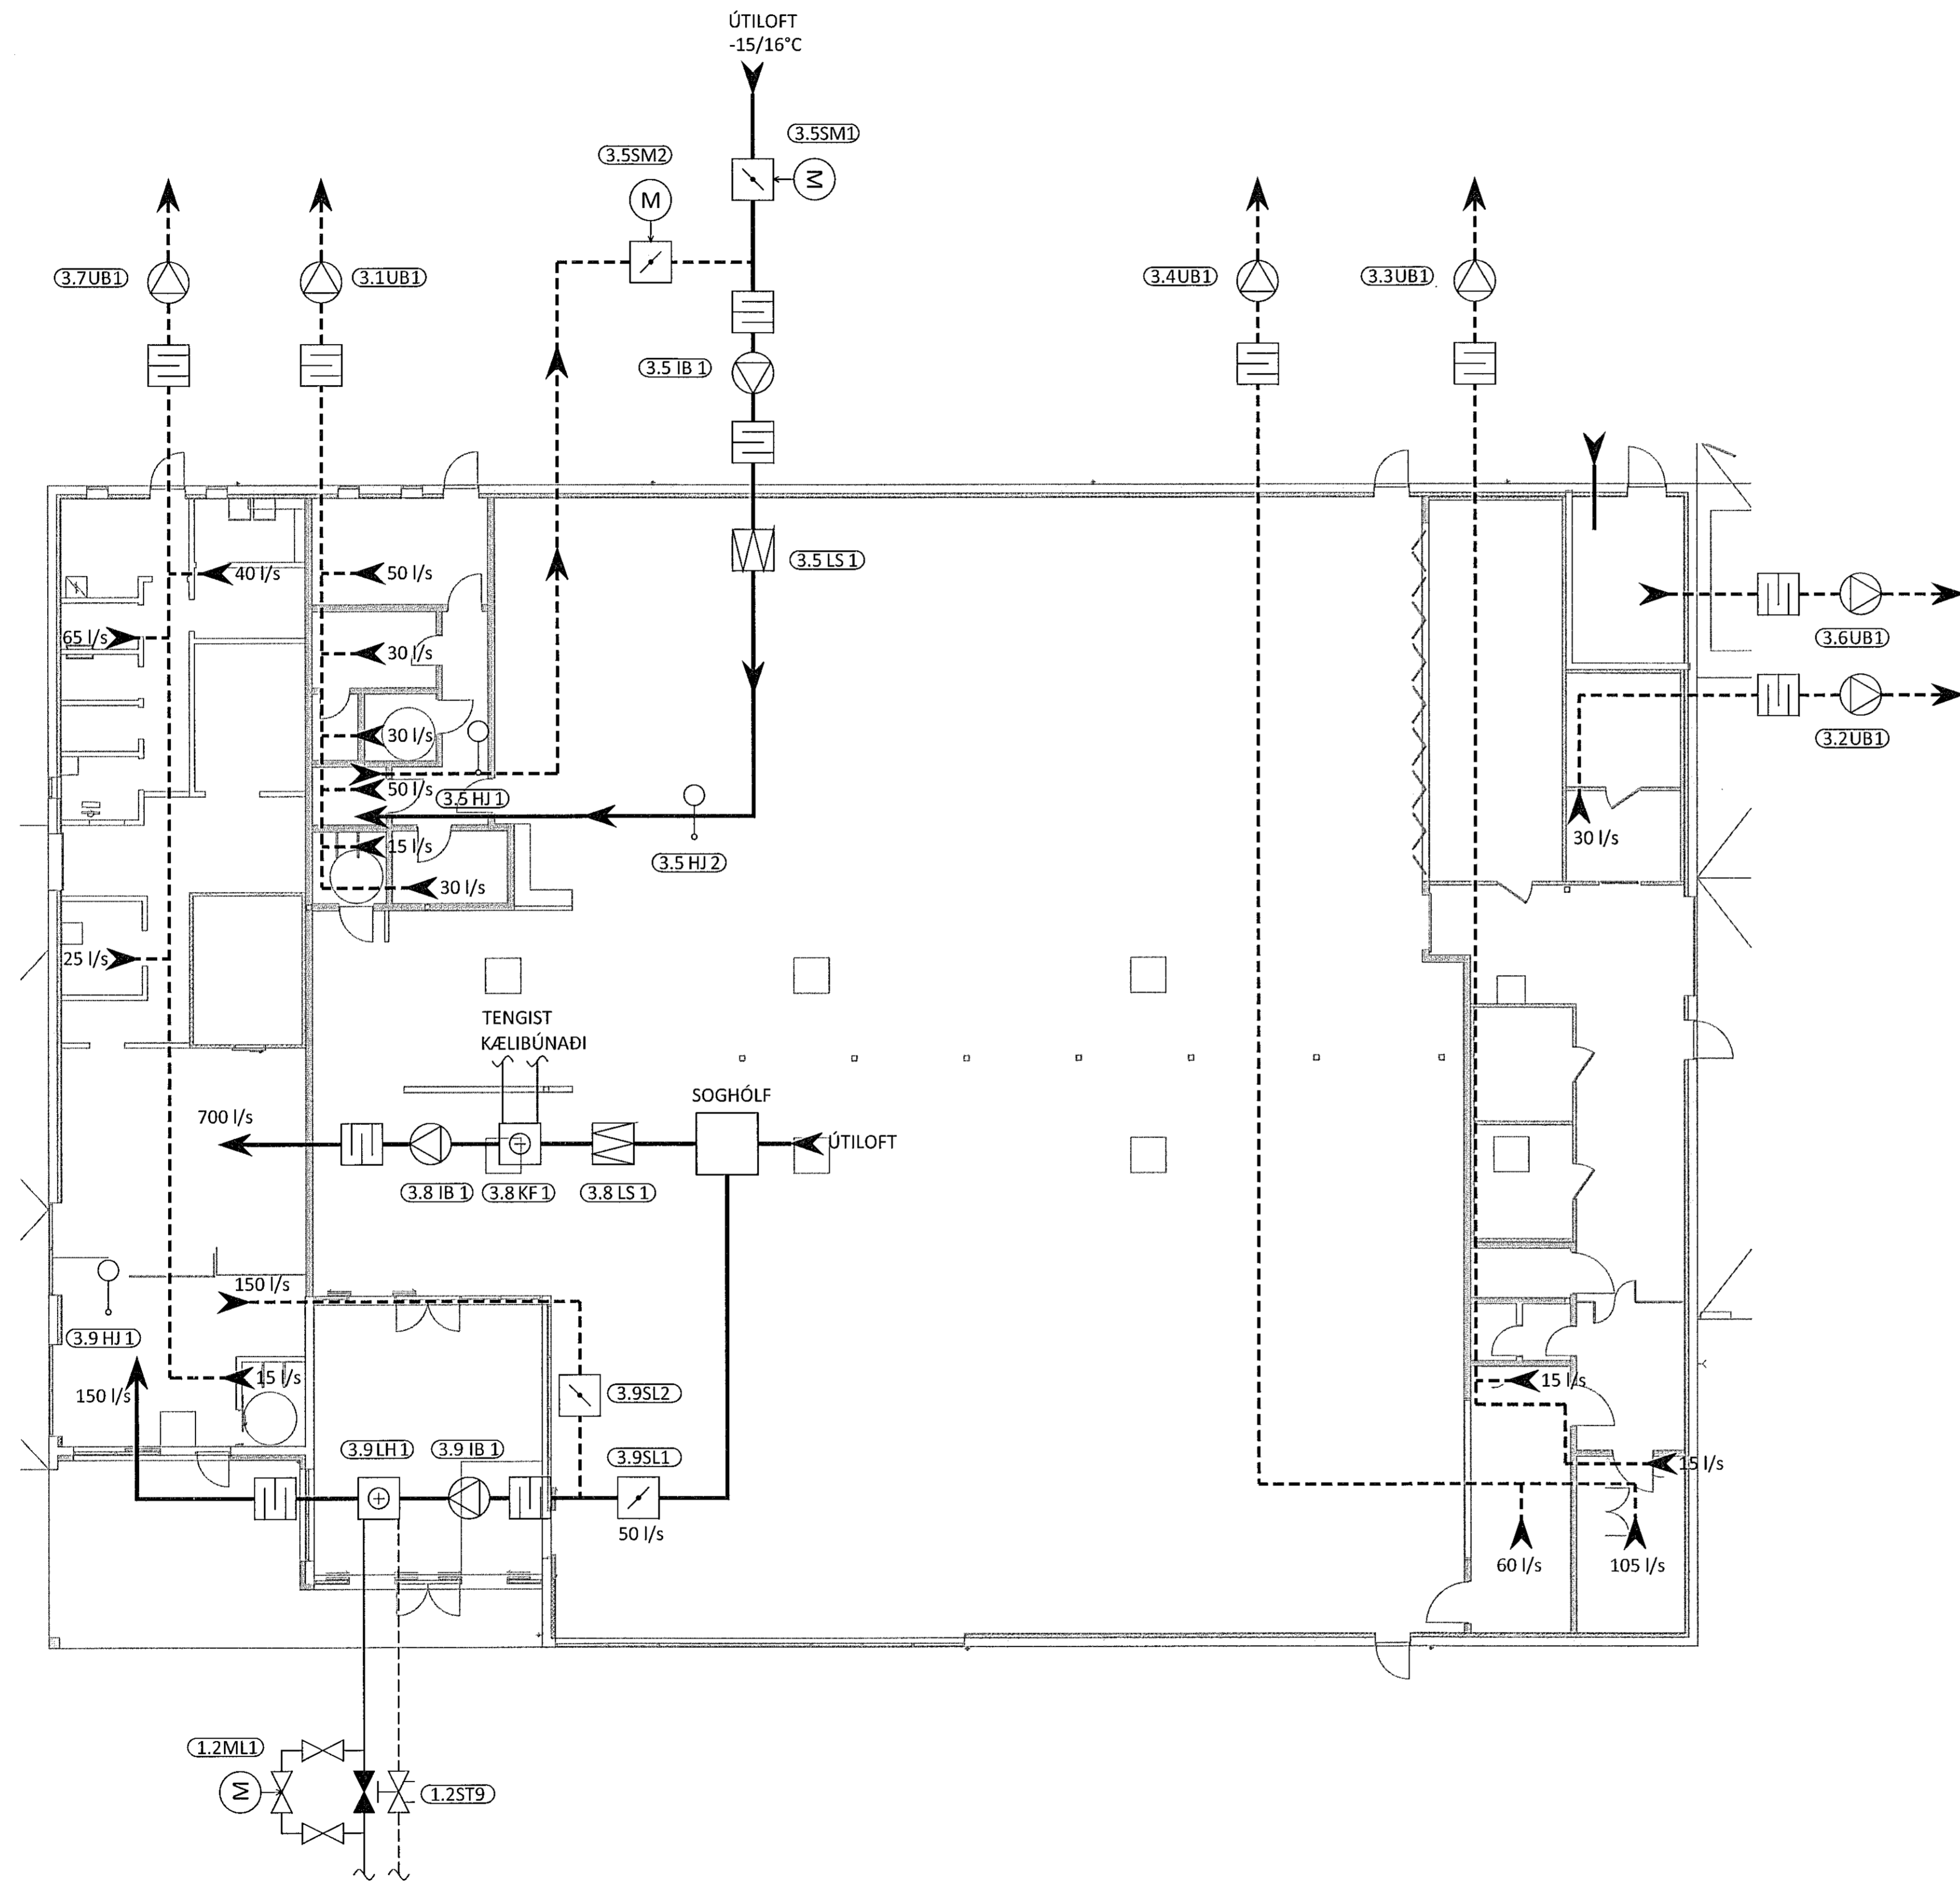 ÚTILOFT
-15/16°C
3.5SM1
M
3.5SM2
M
3.7UB1
3.1UB1
3.4UB1
3.3UB1
3.5 IB 1
3.5 LS 1
40 l/s
50 l/s
65 l/s
30 l/s
3.6UB1
3.2UB1
30 l/s
50 l/s
3.5 HJ 1
3.5 HJ 2
30 l/s
15 l/s
30 l/s
25 l/s
TENGIST
KÆLIBÚNAÐI
SOGHÓLF
700 l/s
ÚTILOFT
3.8 IB 1
3.8 KF 1
3.8 LS 1
150 l/s
3.9 HJ 1
15 l/s
150 l/s
3.9SL2
15 l/s
3.9 LH 1
3.9 IB 1
3.9SL1
15 l/s
50 l/s
60 l/s
105 l/s
1.2ML1
M
1.2ST9